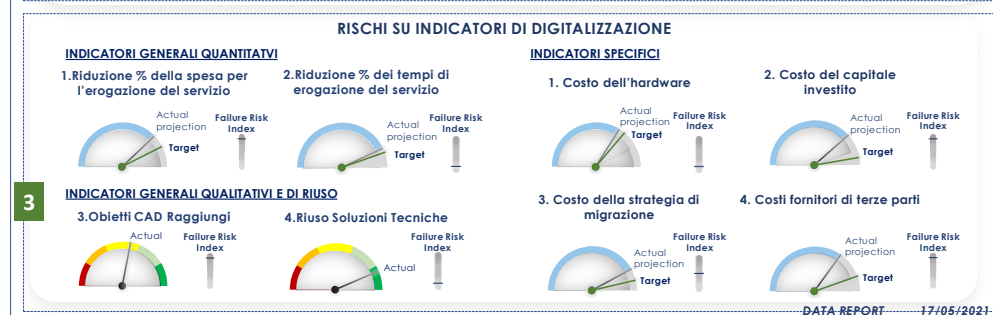 RISCHI SU INDICATORI DI DIGITALIZZAZIONE
INDICATORI GENERALI QUANTITATVI
1.Riduzione % della spesa per
l'erogazione del servizio
Actual
projection
Target
Failure Risk
Index
2.Riduzione % dei tempi di
erogazione del servizio
Actual
projection
Target
Failure Risk
Index
INDICATORI SPECIFICI
1. Costo dell'hardware
Actual
projection
Target
Failure Risk
Index
2. Costo del capitale
investito
Actual
projection
Target
Failure Risk
Index
3
INDICATORI GENERALI QUALITATIVI E DI RIUSO
3.Obietti CAD Raggiungi
Actual
Failure Risk
Index
4.Riuso Soluzioni Tecniche
Actual
Failure Risk
Index
3. Costo della strategia di
migrazione
Actual
projection
Target
Failure Risk
Index
4. Costi fornitori di terze parti
Actual
projection
Target
Failure Risk
Index
DATA REPORT 17/05/2021